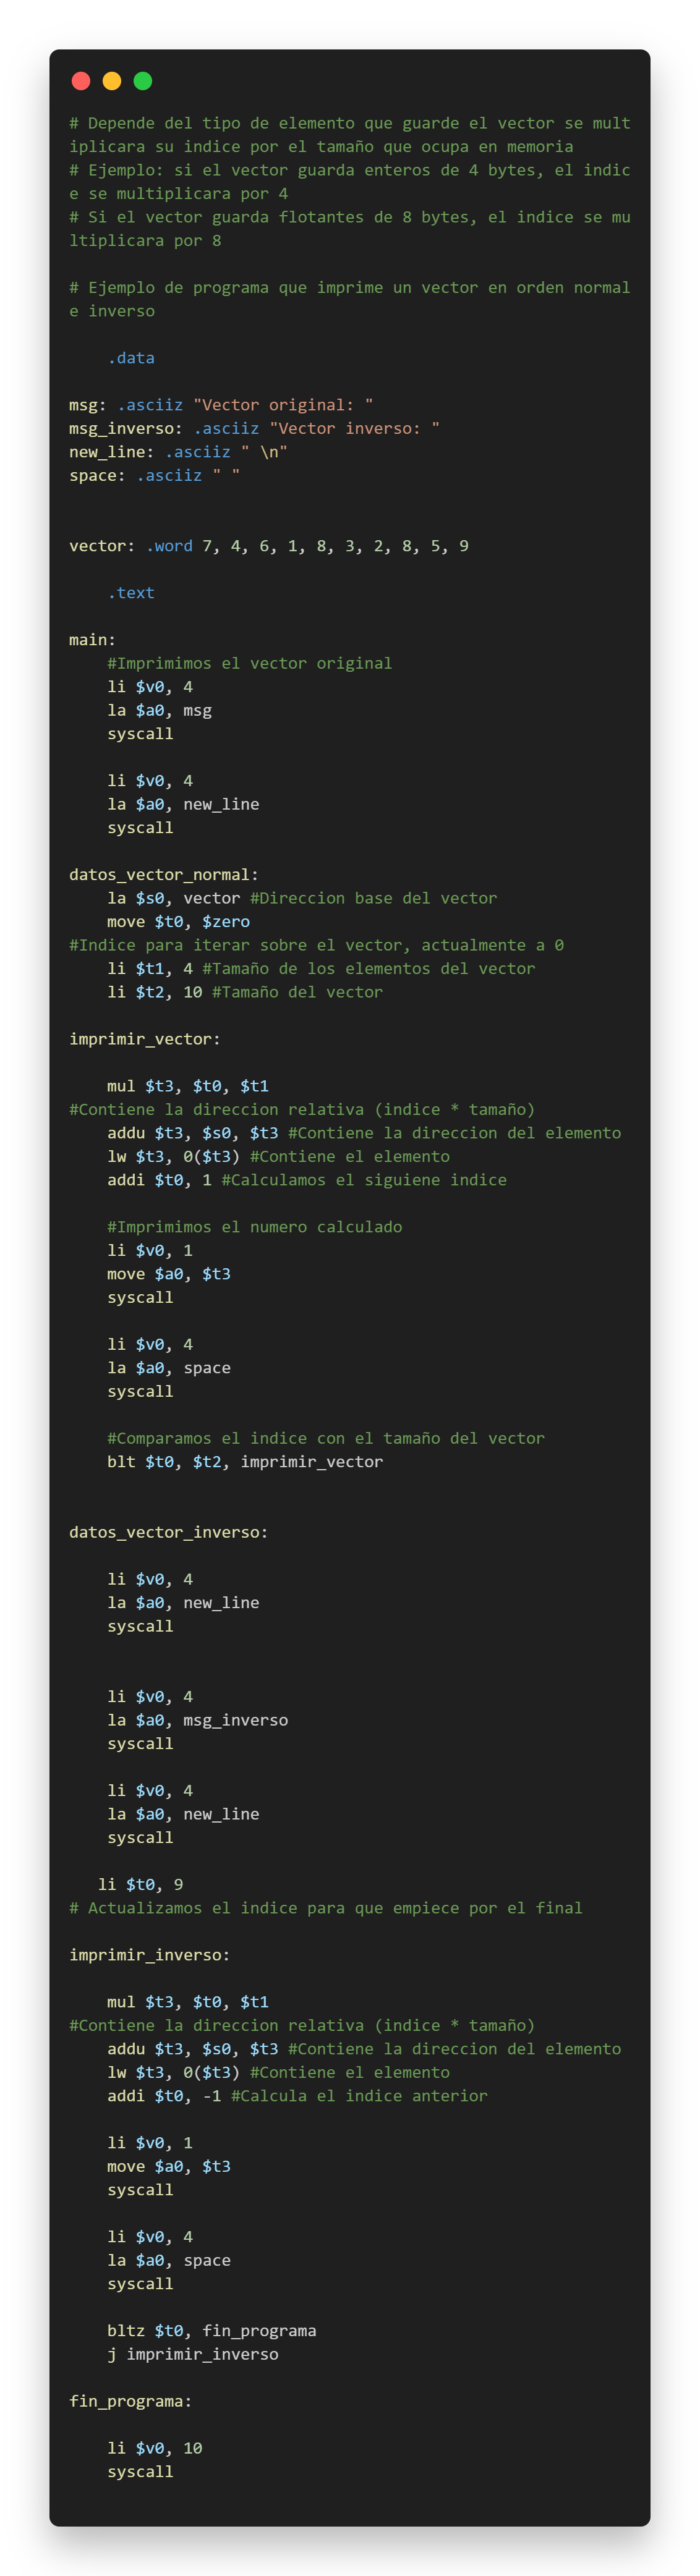 # Depende del tipo de elemento que guarde el vector se mult
iplicara su indice por el tamaño que ocupa en memoria
# Ejemplo: si el vector guarda enteros de 4 bytes, el indic
e se multiplicara por 4
# Si el vector guarda flotantes de 8 bytes, el indice se mu
ltiplicara por 8
# Ejemplo de programa que imprime un vector en orden normal
e inverso
.data
msg: .asciiz "Vector original: "
msg_inverso: .asciiz "Vector inverso: "
new_line: .asciiz " \n"
space: .asciiz " "
vector: .word 7, 4, 6, 1, 8, 3, 2, 8, 5, 9
.text
main:
#Imprimimos el vector original
li $v0, 4
la $a0, msg
syscall
li $v0, 4
la $a0, new_line
syscall
datos_vector_normal:
la $s0, vector #Direccion base del vector
move $t0, $zero
#Indice para iterar sobre el vector, actualmente a 0
li $t1, 4 #Tamaño de los elementos del vector
li $t2, 10 #Tamaño del vector
imprimir_vector:
mul $t3, $t0, $t1
#Contiene la direccion relativa (indice * tamaño)
addu $t3, $s0, $t3 #Contiene la direccion del elemento
lw $t3, 0($t3) #Contiene el elemento
addi $t0, 1 #Calculamos el siguiene indice
#Imprimimos el numero calculado
li $v0, 1
move $a0, $t3
syscall
li $v0, 4
la $a0, space
syscall
#Comparamos el indice con el tamaño del vector
blt $t0, $t2, imprimir_vector
datos_vector_inverso:
li $v0, 4
la $a0, new_line
syscall
li $v0, 4
la $a0, msg_inverso
syscall
li $v0, 4
la $a0, new_line
syscall
li $t0, 9
# Actualizamos el indice para que empiece por el final
imprimir_inverso:
mul $t3, $t0, $t1
#Contiene la direccion relativa (indice * tamaño)
addu $t3, $s0, $t3 #Contiene la direccion del elemento
lw $t3, 0($t3) #Contiene el elemento
addi $t0, -1 #Calcula el indice anterior
li $v0, 1
move $a0, $t3
syscall
li $v0, 4
la $a0, space
syscall
bltz $t0, fin_programa
j imprimir_inverso
fin_programa:
li $v0, 10
syscall